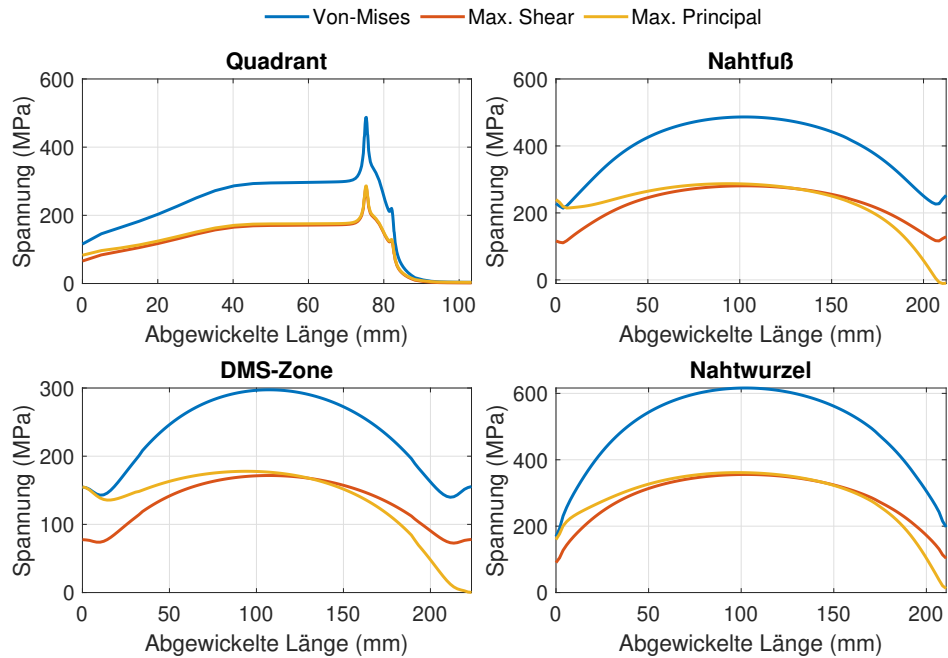 Von-Mises Max. Shear Max. Principal
Quadrant
600
400
200
0
0 20 40 60 80 100
Spannung (MPa)
Abgewickelte Länge (mm)
Nahtfuß
600
400
200
0
0 50 100 150 200
Spannung (MPa)
Abgewickelte Länge (mm)
DMS-Zone
300
200
100
0
0 50 100 150 200
Spannung (MPa)
Abgewickelte Länge (mm)
Nahtwurzel
600
400
200
0
0 50 100 150 200
Spannung (MPa)
Abgewickelte Länge (mm)